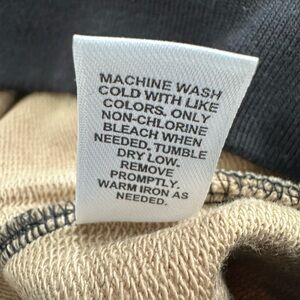 MACHINE WASH
COLD WITH LIKE
COLORS. ONLY
NON-CHLORINE
BLEACH WHEN
NEEDED. TUMBLE
DRY LOW.
REMOVE
PROMPTLY.
WARM IRON AS
NEEDED.